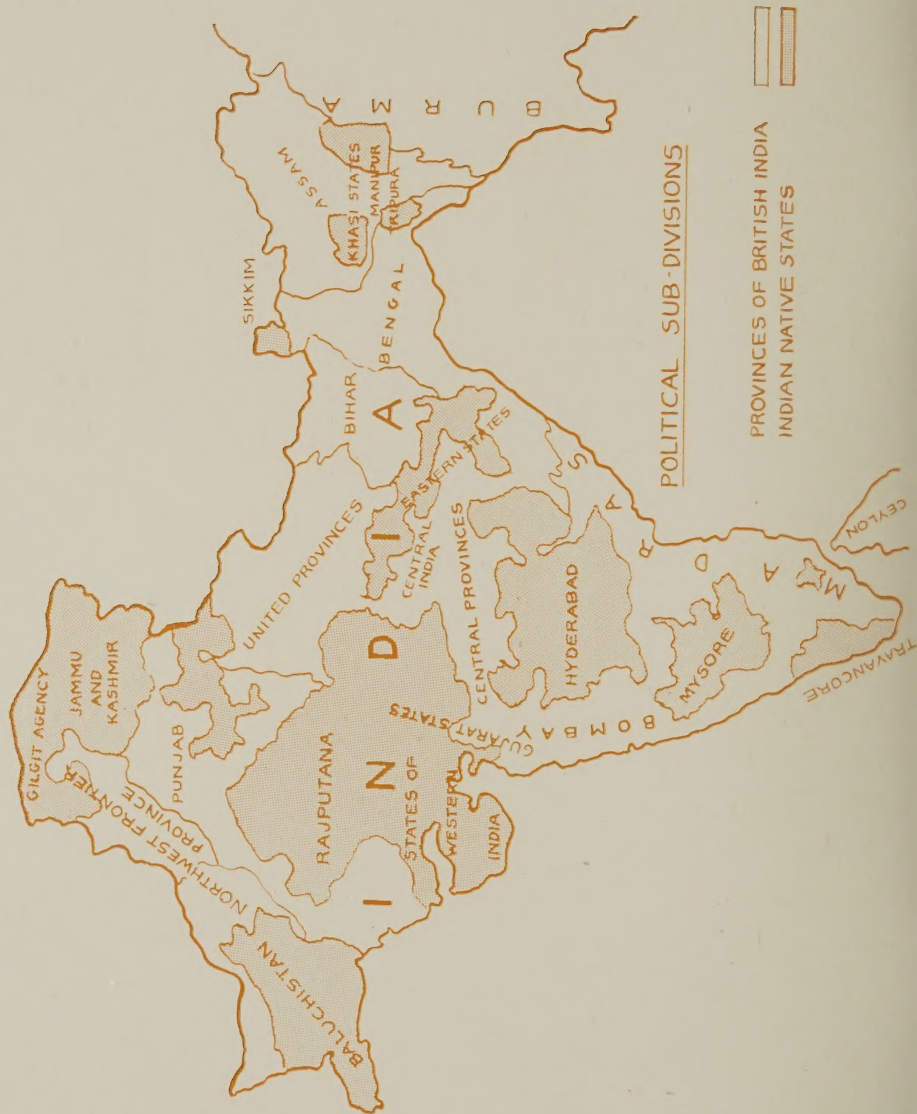 GILGIT AGENCY
JAMMU
AND
KASHMIR
NORTHWEST FRONTIER
PROVINCE
PUNJAB
BALUCHISTAN
RAJPUTANA
UNITED PROVINCES
SIKKIM
ASSAM
KHASI STATES
MANIPUR
TRIPURA
BURMA
BIHAR
BENGAL
INDIA
EASTERN STATES
CENTRAL
INDIA
CENTRAL PROVINCES
STATES OF
WESTERN
INDIA
GUJARAT STATES
BOMBAY
HYDERABAD
MYSORE
MADRAS
TRAVANCORE
CEYLON
POLITICAL SUB-DIVISIONS
PROVINCES OF BRITISH INDIA
INDIAN NATIVE STATES